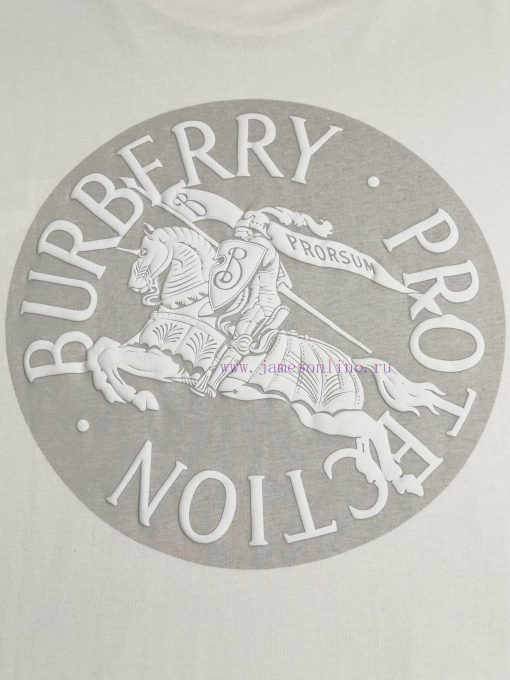 BURBERRY · PROTECTION ·
PRORSUM
B
www.jamesonline.ru